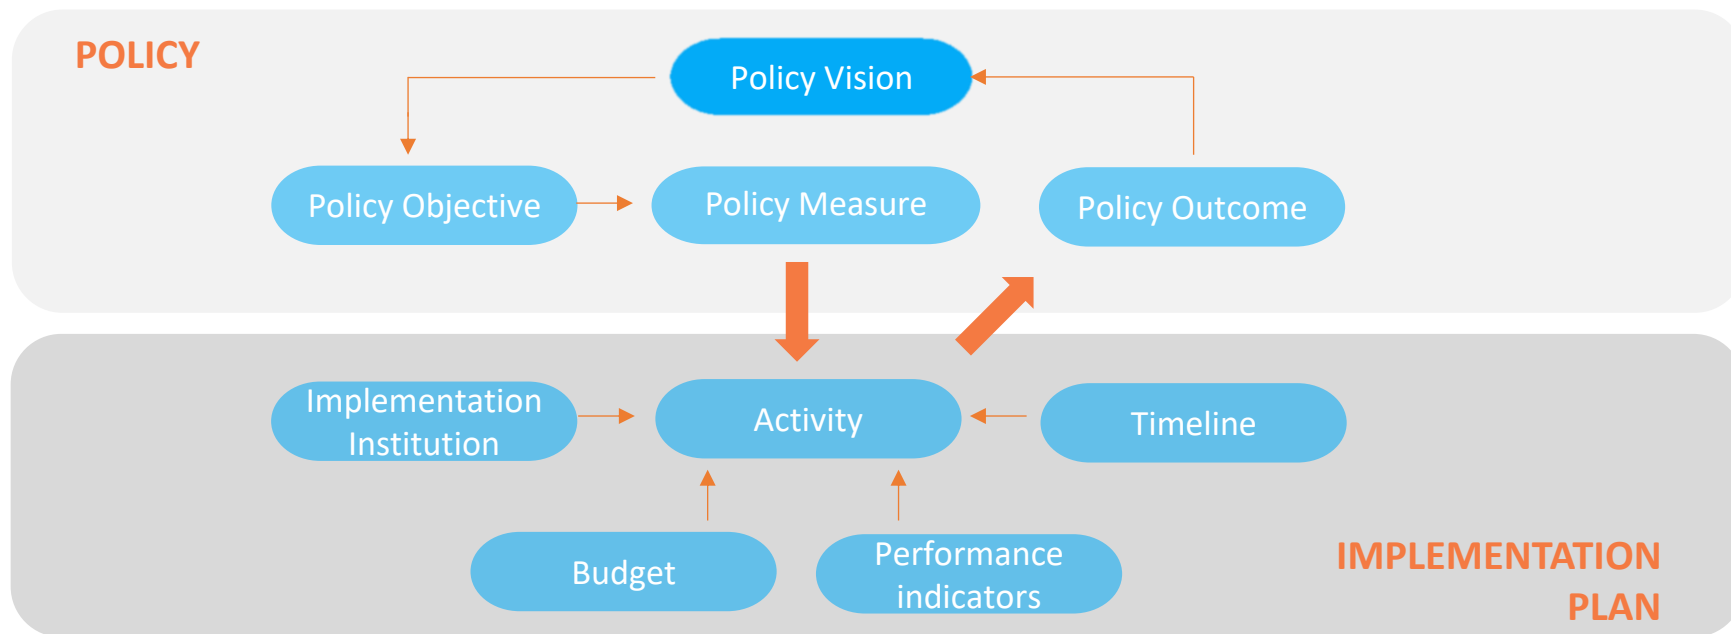 POLICY
Policy Vision
Policy Objective
Policy Measure
Policy Outcome
Implementation
Institution
Activity
Timeline
Budget
Performance
indicators
IMPLEMENTATION
PLAN